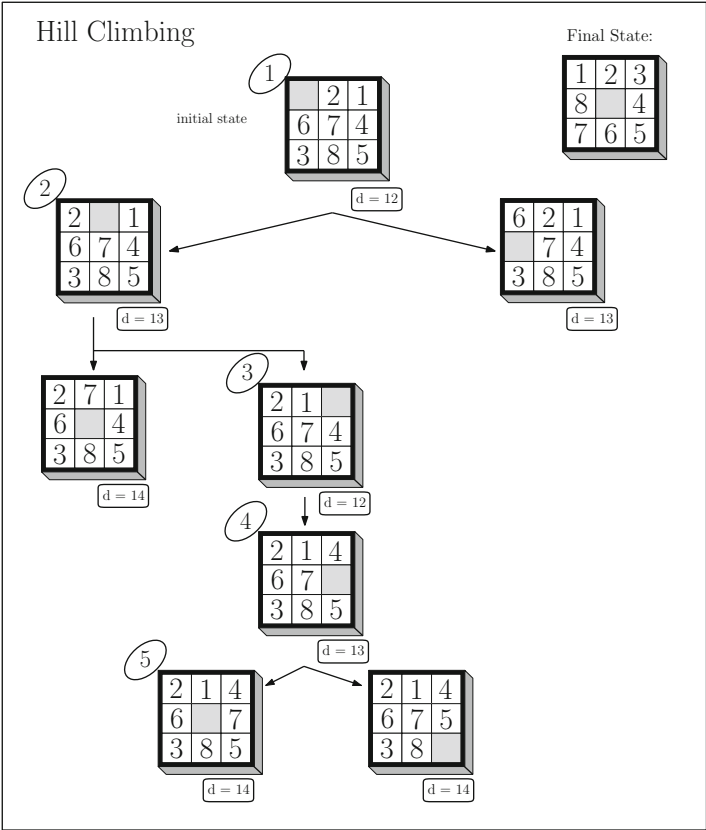 Hill Climbing
Final State:
1 2 3
8 4
7 6 5
1
initial state
2 1
6 7 4
3 8 5
d = 12
2
2 1
6 7 4
3 8 5
d = 13
6 2 1
7 4
3 8 5
d = 13
2 7 1
6 4
3 8 5
d = 14
3
2 1
6 7 4
3 8 5
d = 12
4
2 1 4
6 7
3 8 5
d = 13
5
2 1 4
6 7
3 8 5
d = 14
2 1 4
6 7 5
3 8
d = 14